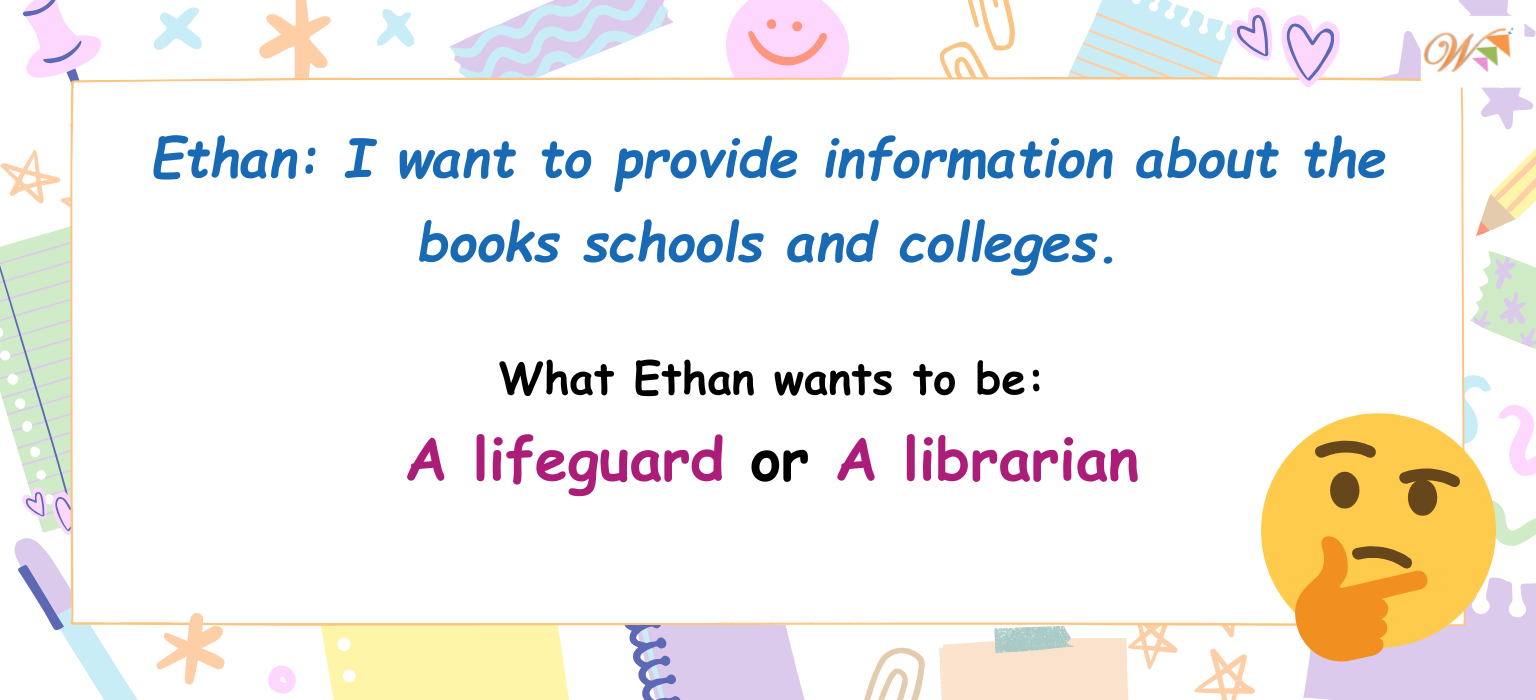 W
Ethan: I want to provide information about the
books schools and colleges.
What Ethan wants to be:
A lifeguard or A librarian